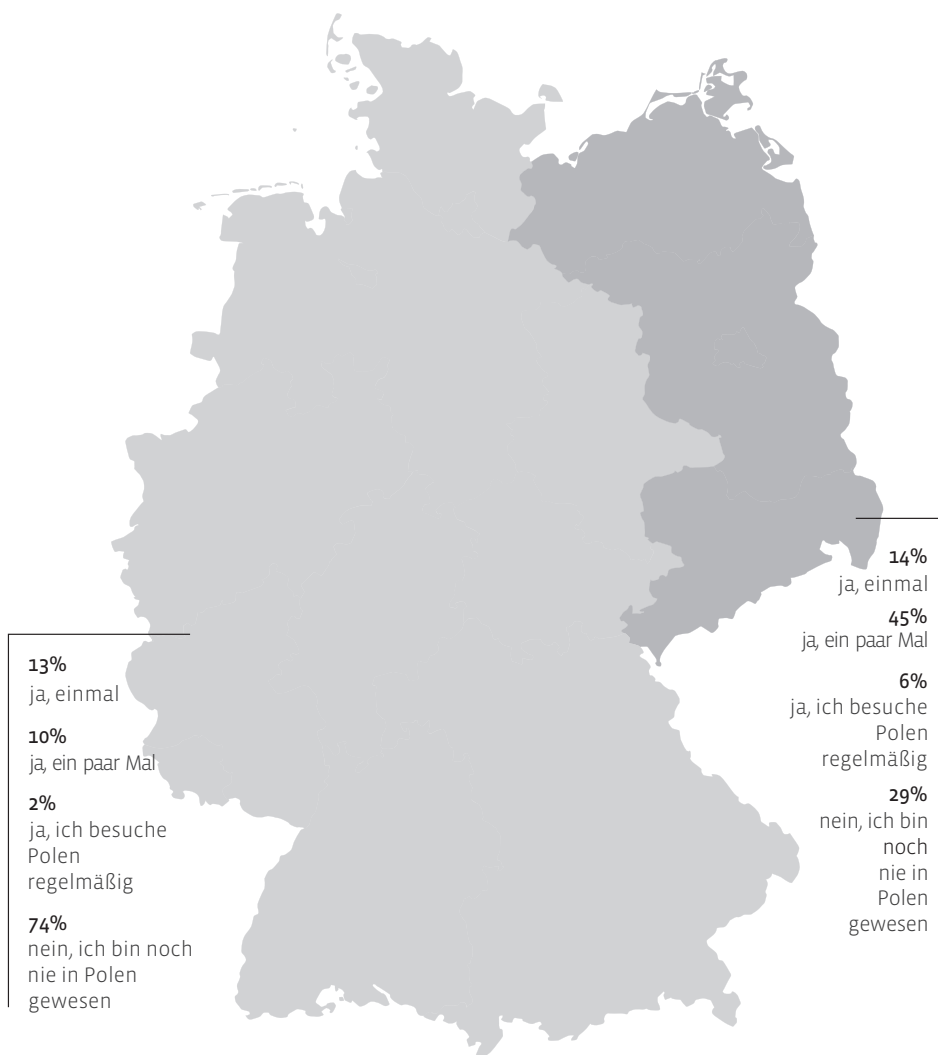 13%
ja, einmal
10%
ja, ein paar Mal
2%
ja, ich besuche
Polen
regelmäßig
74%
nein, ich bin noch
nie in Polen
gewesen
14%
ja, einmal
45%
ja, ein paar Mal
6%
ja, ich besuche
Polen
regelmäßig
29%
nein, ich bin
noch
nie in
Polen
gewesen